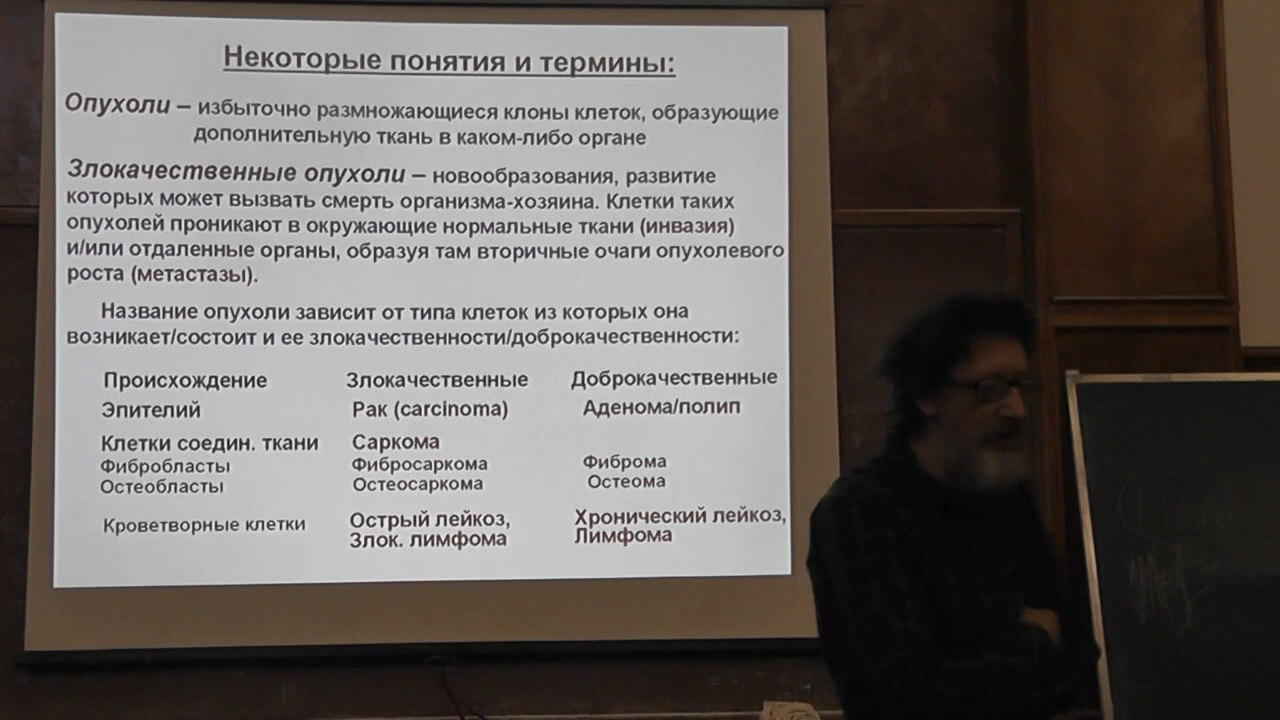 Некоторые понятия и термины:
Опухоли – избыточно размножающиеся клоны клеток, образующие
дополнительную ткань в каком-либо органе
Злокачественные опухоли – новообразования, развитие
которых может вызвать смерть организма-хозяина. Клетки таких
опухолей проникают в окружающие нормальные ткани (инвазия)
и/или отдаленные органы, образуя там вторичные очаги опухолевого
роста (метастазы).
Название опухоли зависит от типа клеток из которых она
возникает/состоит и ее злокачественности/доброкачественности:
Происхождение Злокачественные Доброкачественные
Эпителий Рак (carcinoma) Аденома/полип
Клетки соедин. ткани Саркома
Фибробласты Фибросаркома Фиброма
Остеобласты Остеосаркома Остеома
Кроветворные клетки Острый лейкоз, Хронический лейкоз,
Злок. лимфома Лимфома